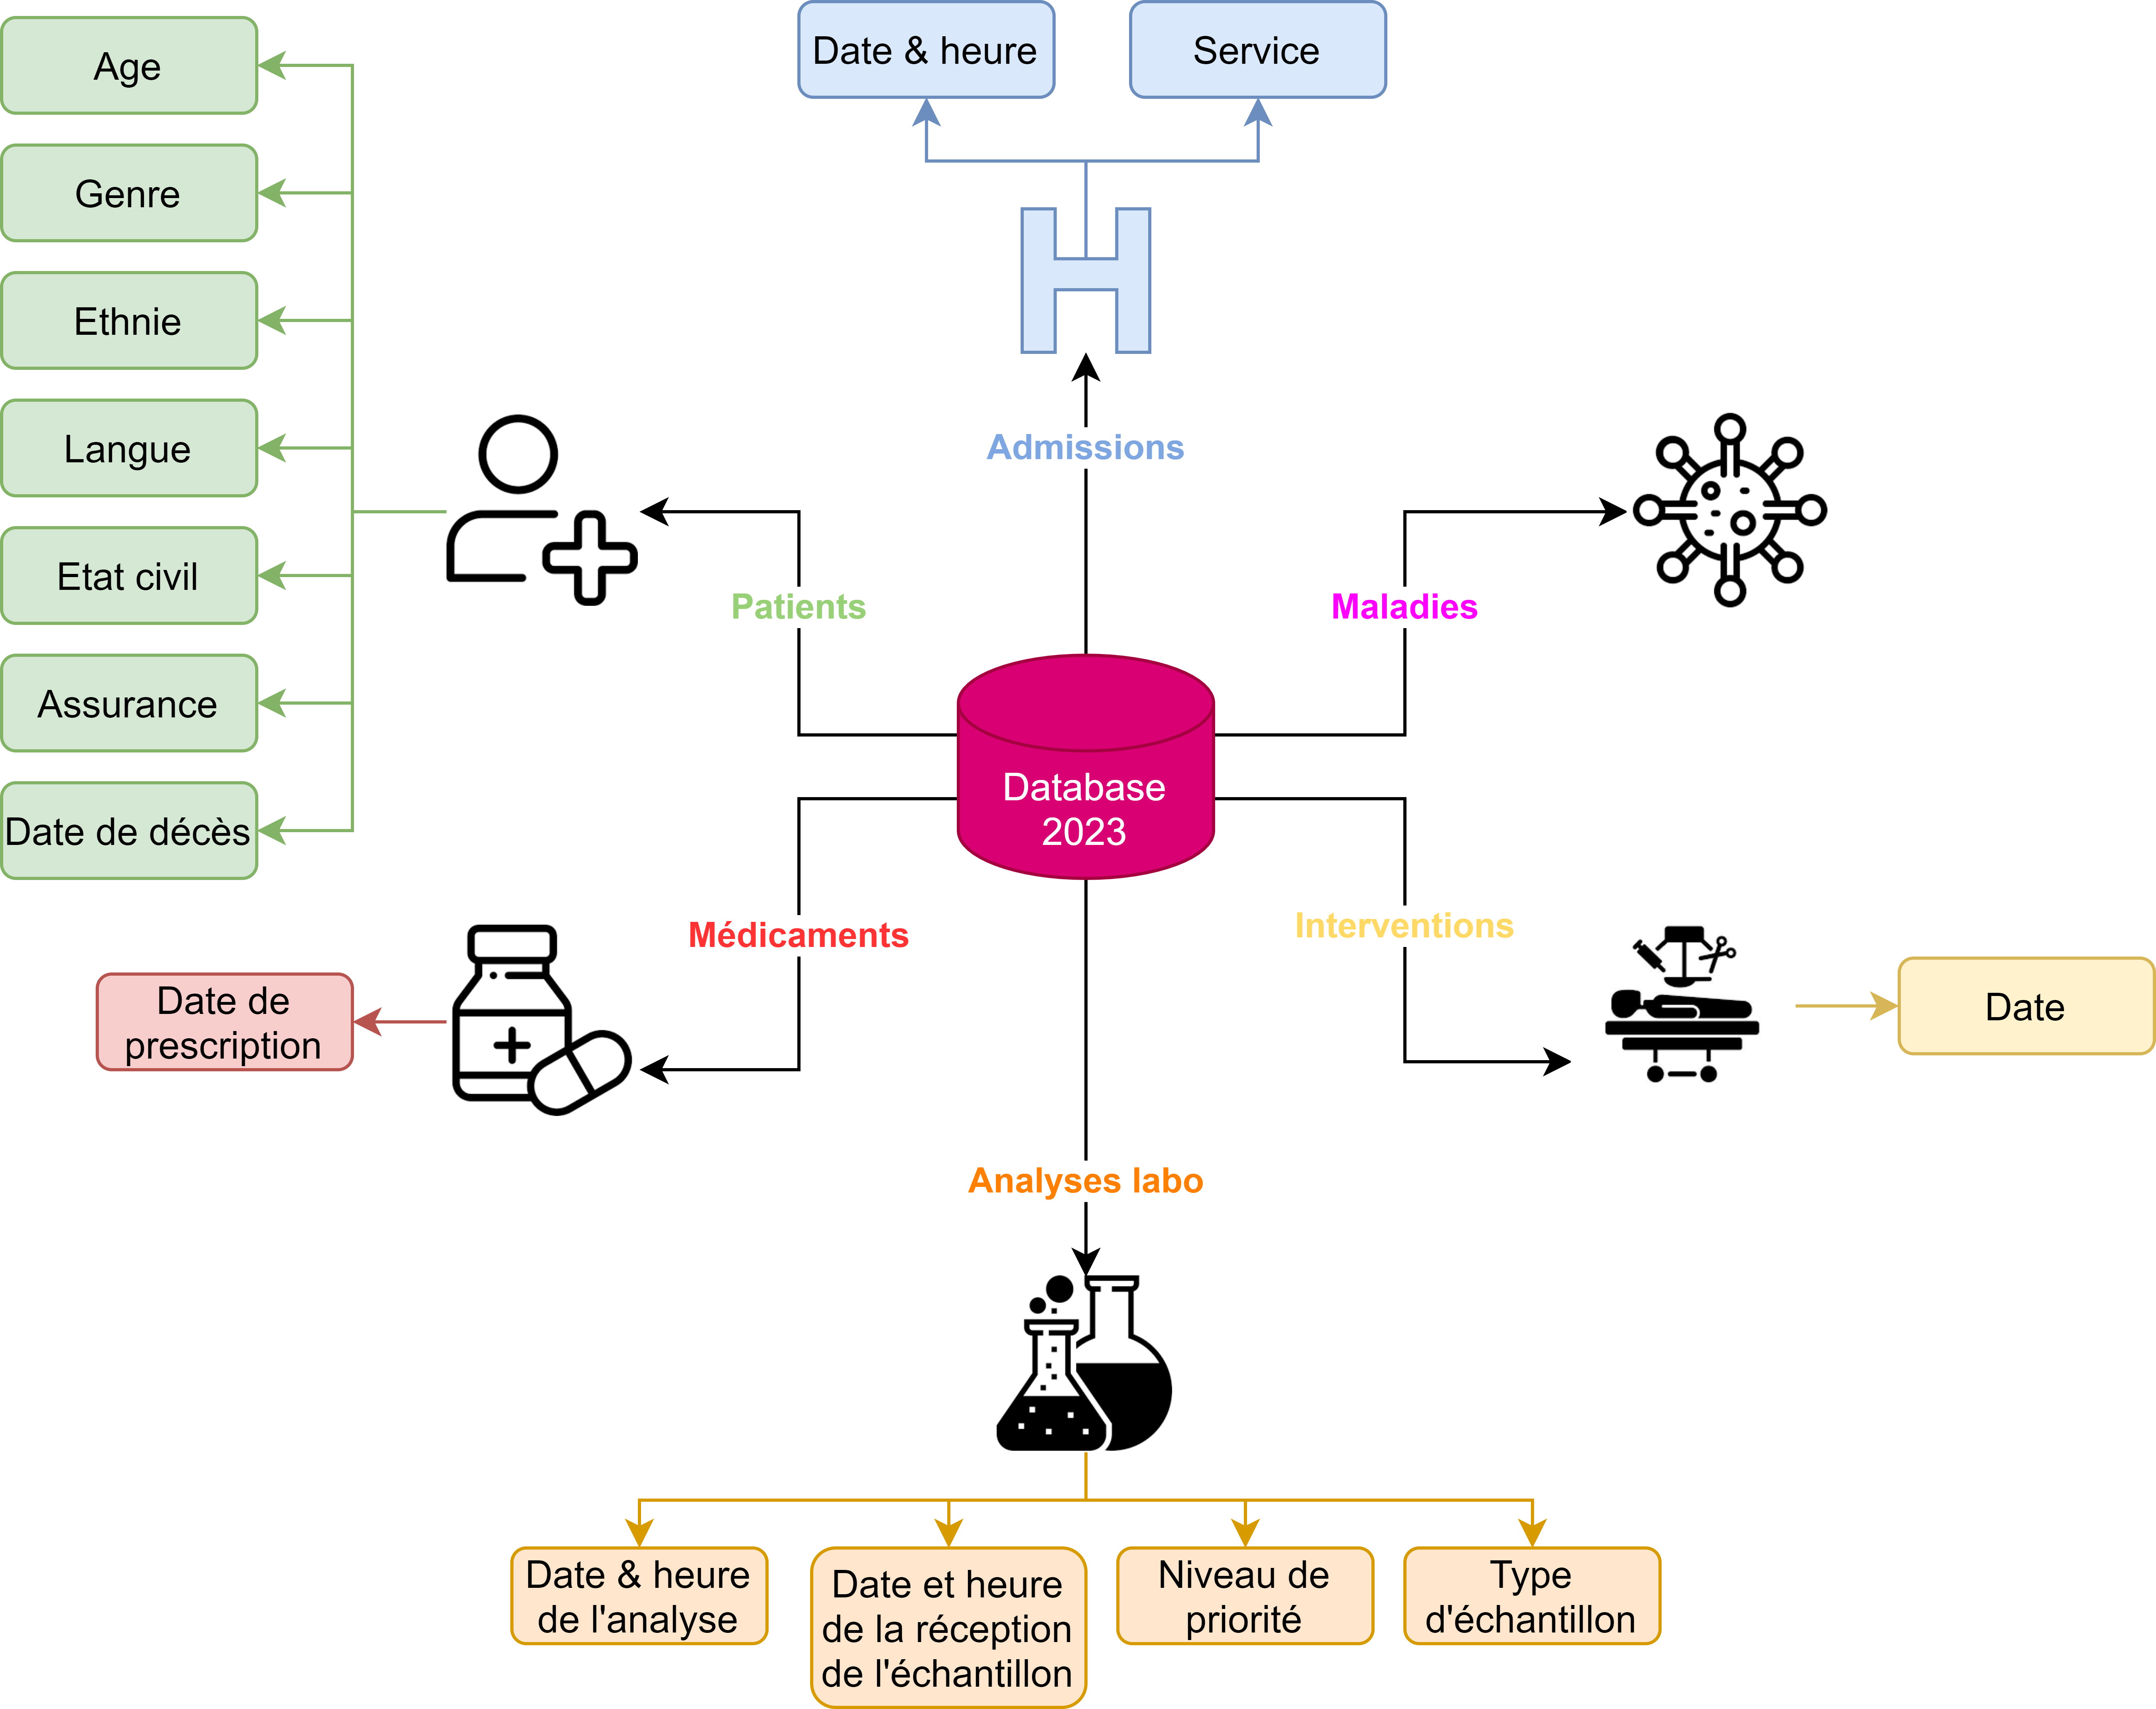 Date & heure
Service
Age
Genre
Ethnie
Langue
Etat civil
Assurance
Date de décès
Admissions
Patients
Maladies
Database
2023
Médicaments
Interventions
Date de
prescription
Date
Analyses labo
Date & heure
de l'analyse
Date et heure
de la réception
de l'échantillon
Niveau de
priorité
Type
d'échantillon